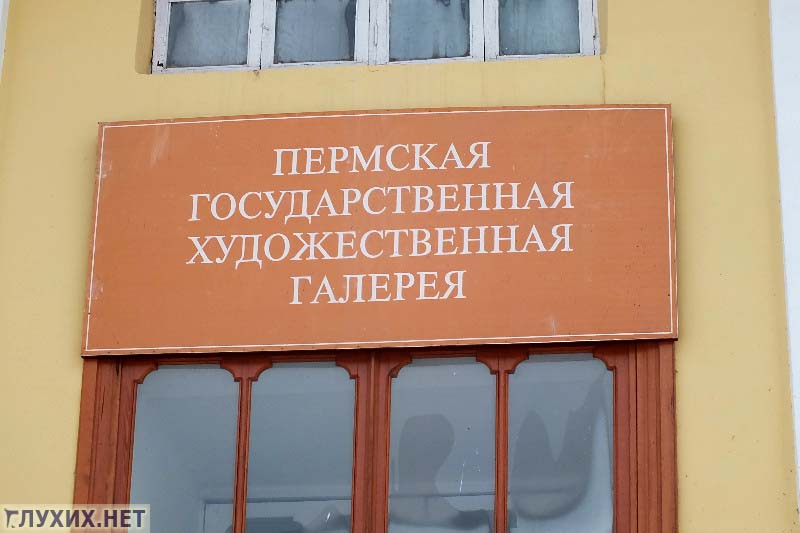 ПЕРМСКАЯ
ГОСУДАРСТВЕННАЯ
ХУДОЖЕСТВЕННАЯ
ГАЛЕРЕЯ
ГЛУХИХ.НЕТ